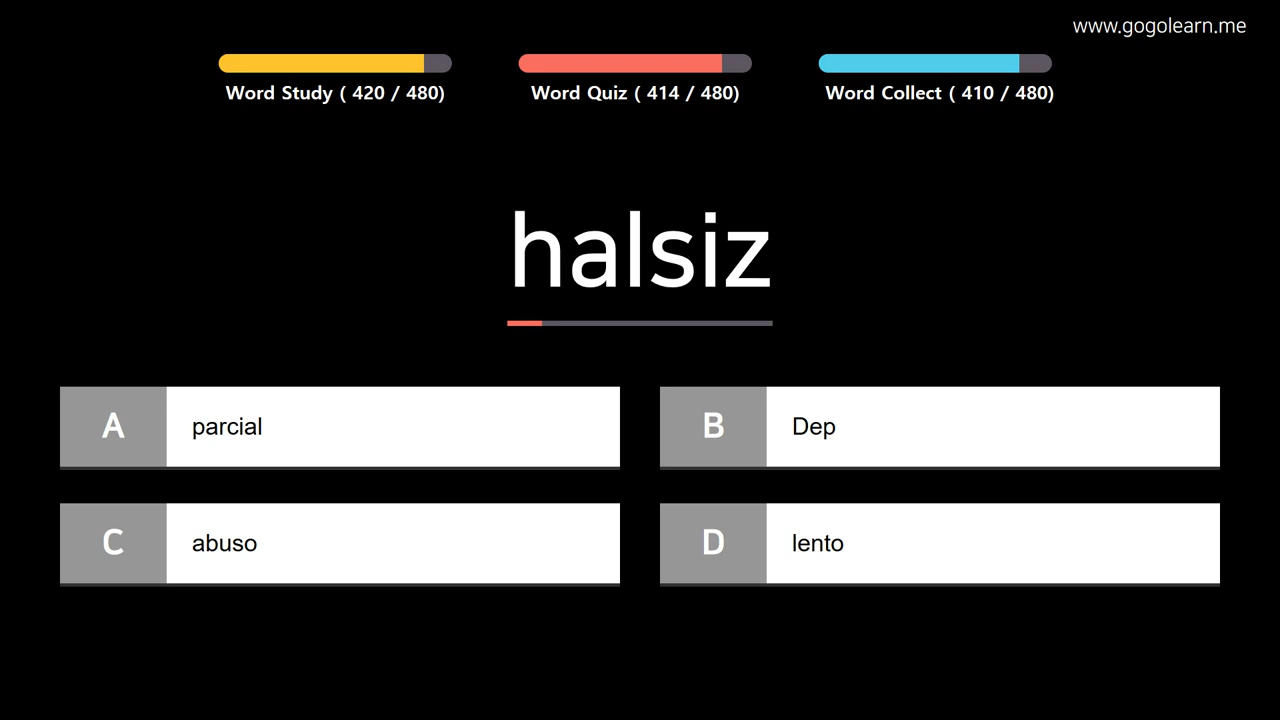 www.gogolearn.me
Word Study ( 420 / 480)
Word Quiz ( 414 / 480)
Word Collect ( 410 / 480)
halsiz
A parcial
B Dep
C abuso
D lento